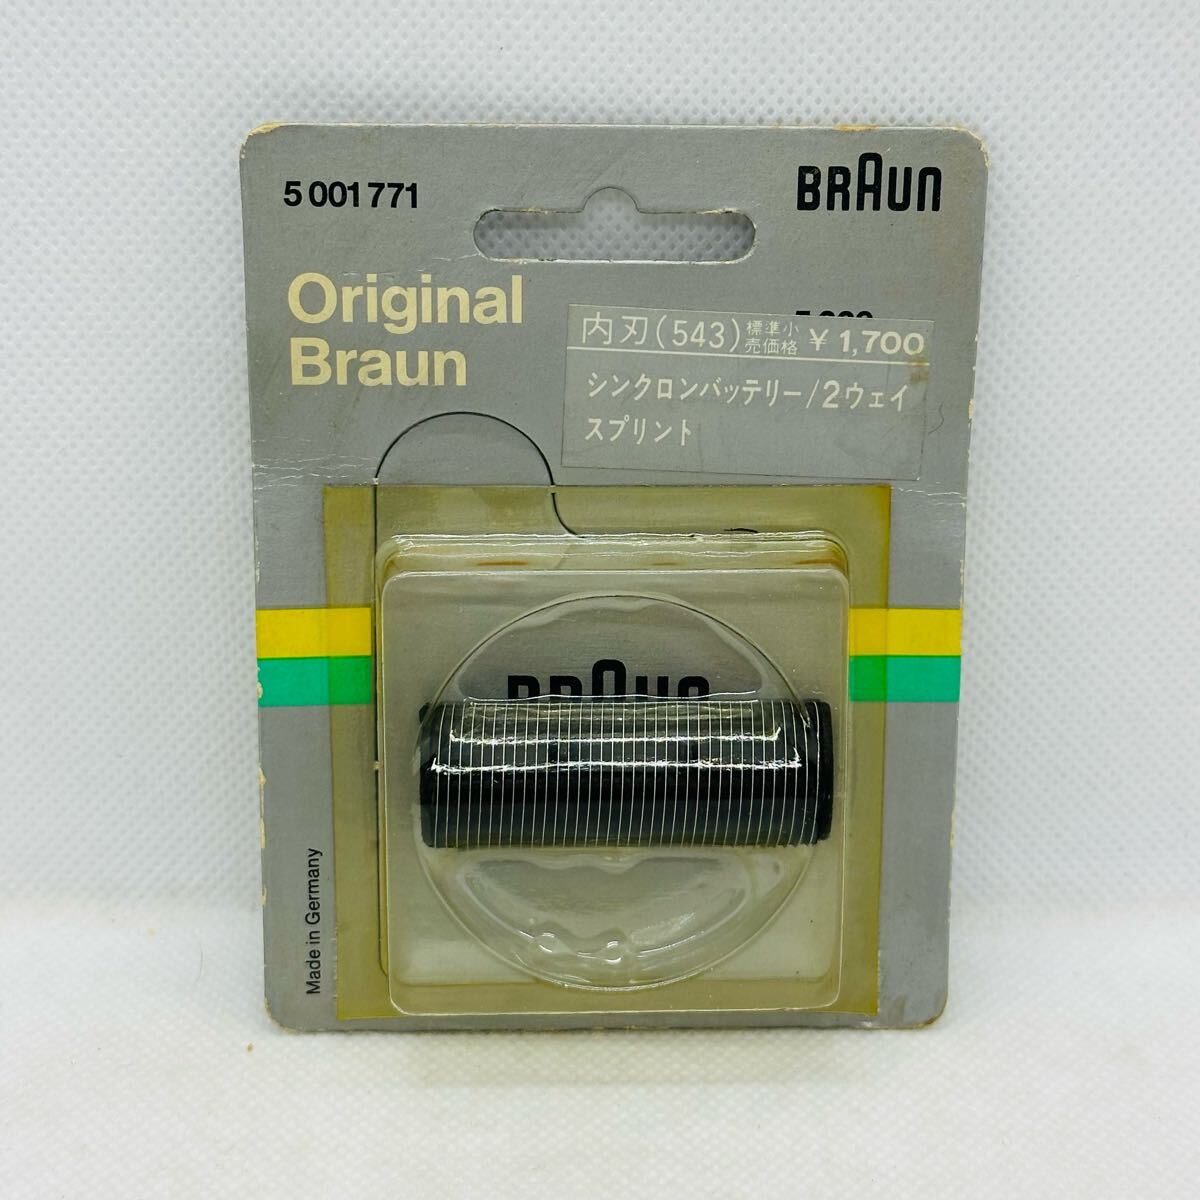 5 001 771
BRAUN
Original
Braun
内刃(543)標準小売価格 ¥1,700
シンクロンバッテリー/2ウェイ
スプリント
BRAUN
Made in Germany